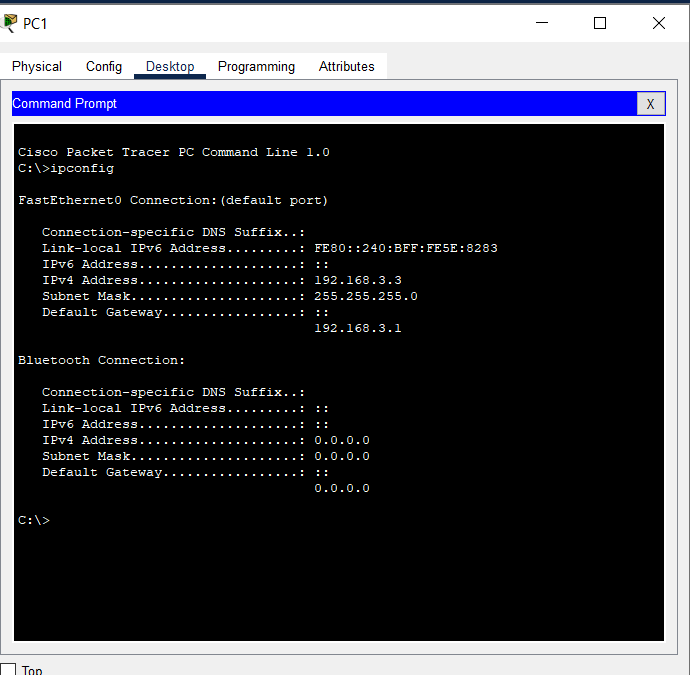 PC1
Physical Config Desktop Programming Attributes
Command Prompt X
Cisco Packet Tracer PC Command Line 1.0
C:\>ipconfig
FastEthernet0 Connection:(default port)
Connection-specific DNS Suffix..:
Link-local IPv6 Address.........: FE80::240:BFF:FE5E:8283
IPv6 Address....................: ::
IPv4 Address....................: 192.168.3.3
Subnet Mask.....................: 255.255.255.0
Default Gateway.................: ::
192.168.3.1
Bluetooth Connection:
Connection-specific DNS Suffix..:
Link-local IPv6 Address.........: ::
IPv6 Address....................: ::
IPv4 Address....................: 0.0.0.0
Subnet Mask.....................: 0.0.0.0
Default Gateway.................: ::
0.0.0.0
C:\>
Top